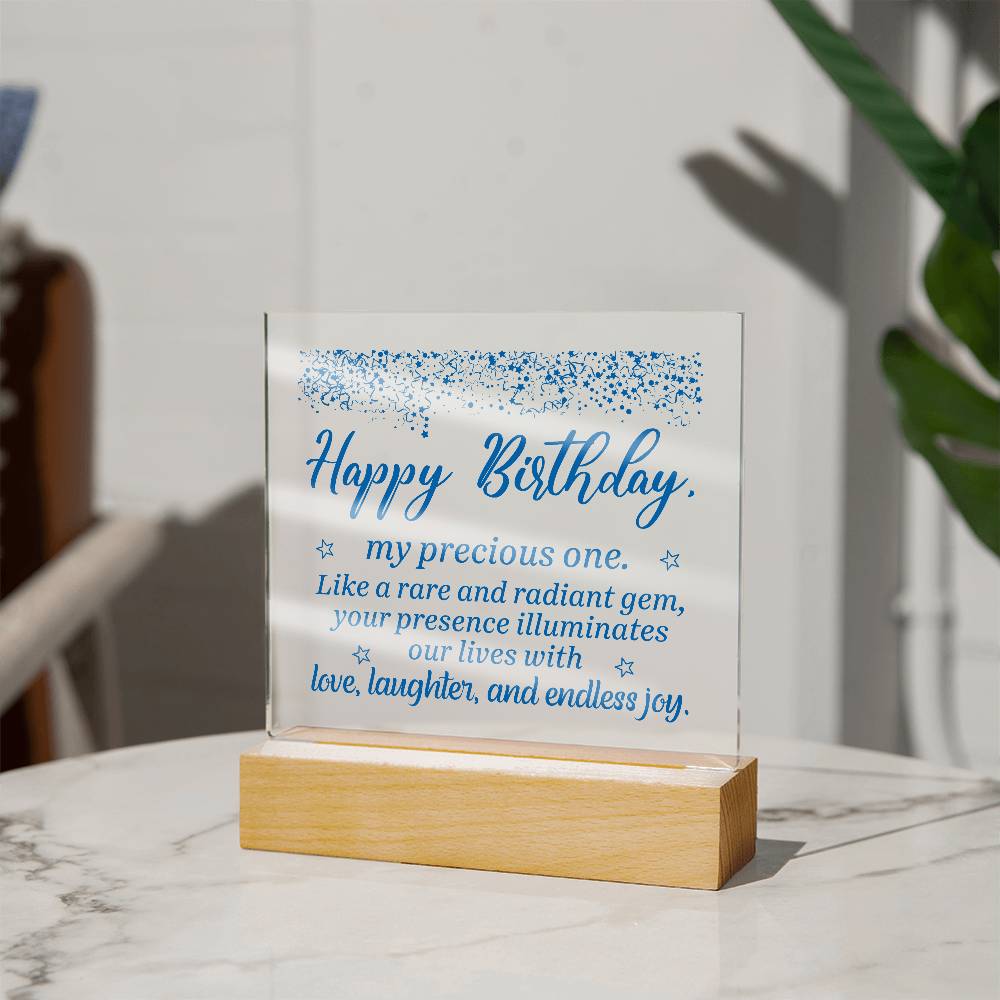 Happy Birthday,
my precious one.
Like a rare and radiant gem,
your presence illuminates
our lives with
love, laughter, and endless joy.